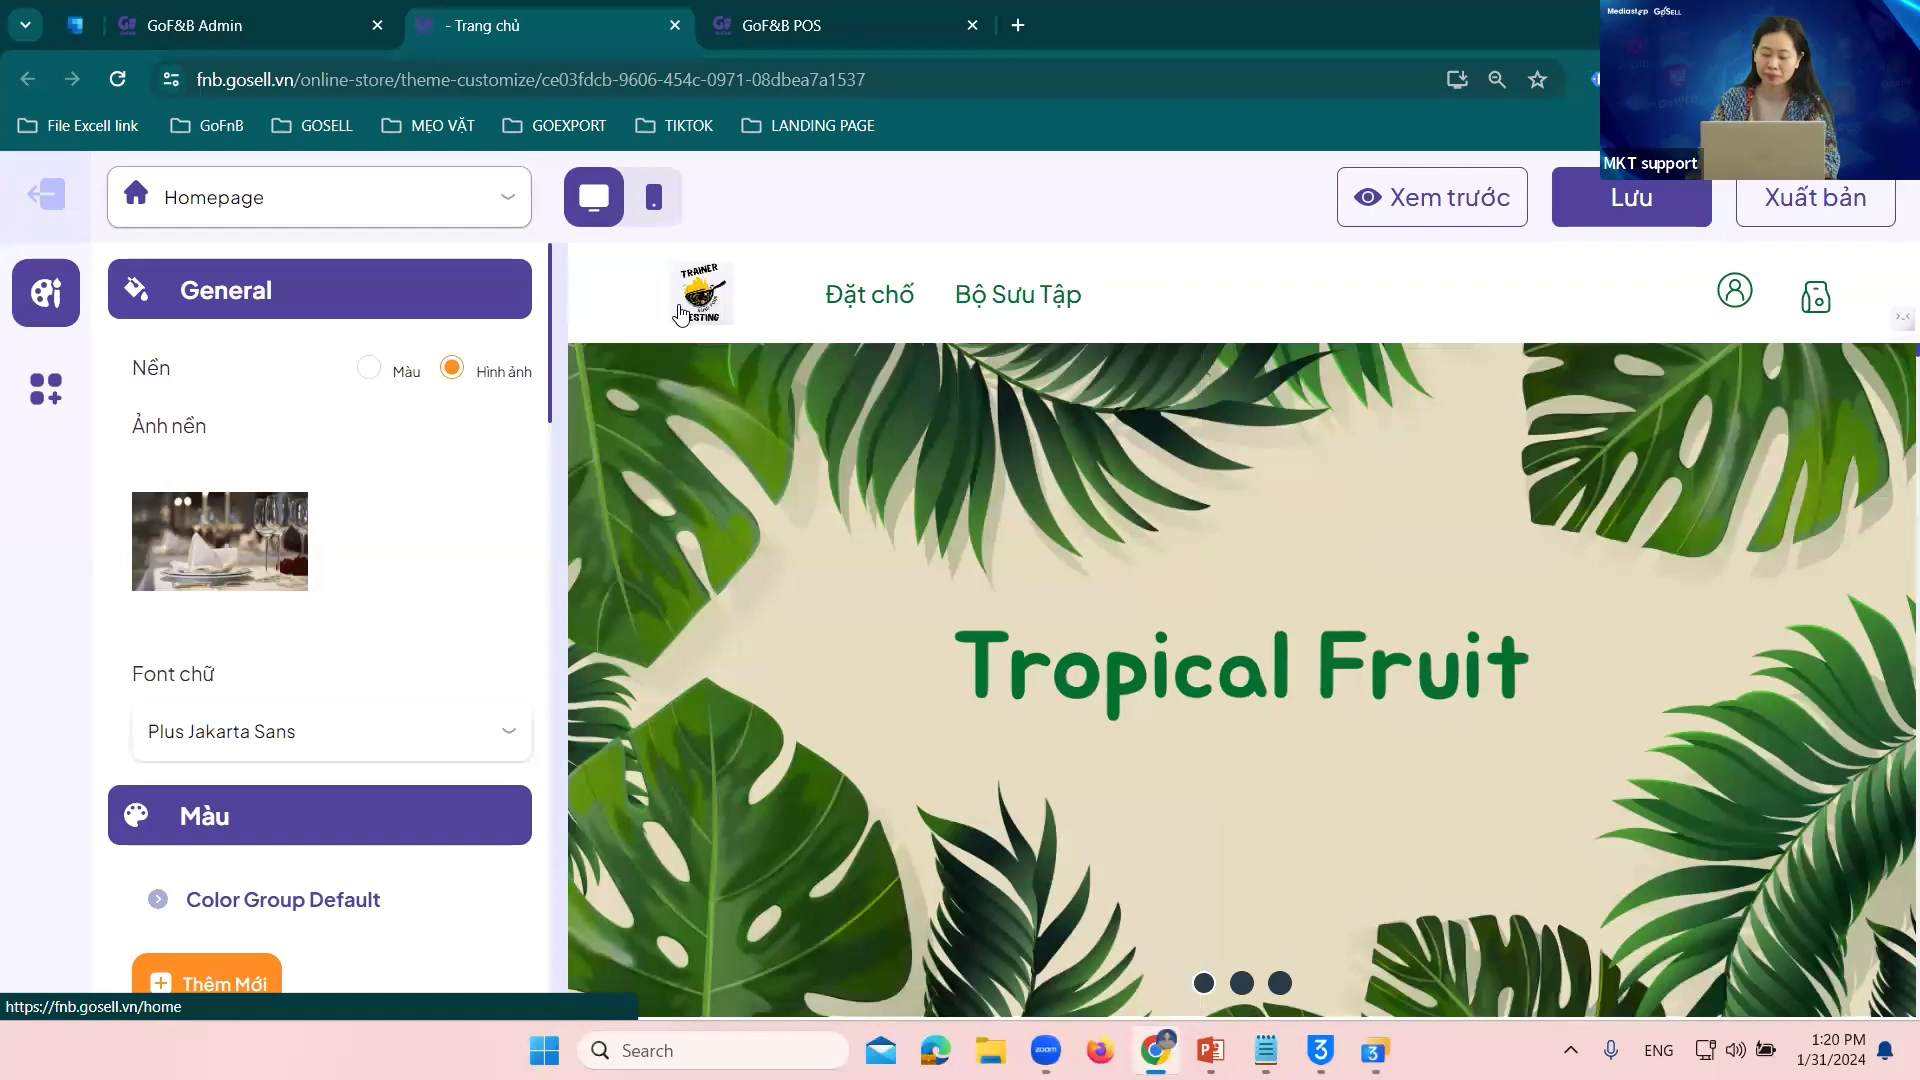 Mediastep GoSELL
GoF&B Admin
- Trang chủ
GoF&B POS
fnb.gosell.vn/online-store/theme-customize/ce03fdcb-9606-454c-0971-08dbea7a1537
File Excell link
GoFnB
GOSELL
MẸO VẶT
GOEXPORT
TIKTOK
LANDING PAGE
MKT support
Homepage
Xem trước
Lưu
Xuất bản
General
TRAINER
TESTING
Đặt chỗ
Bộ Sưu Tập
Nền
Màu
Hình ảnh
Ảnh nền
Tropical Fruit
Font chữ
Plus Jakarta Sans
Màu
Color Group Default
Thêm Mới
https://fnb.gosell.vn/home
Search
zoom
ENG
1:20 PM
1/31/2024